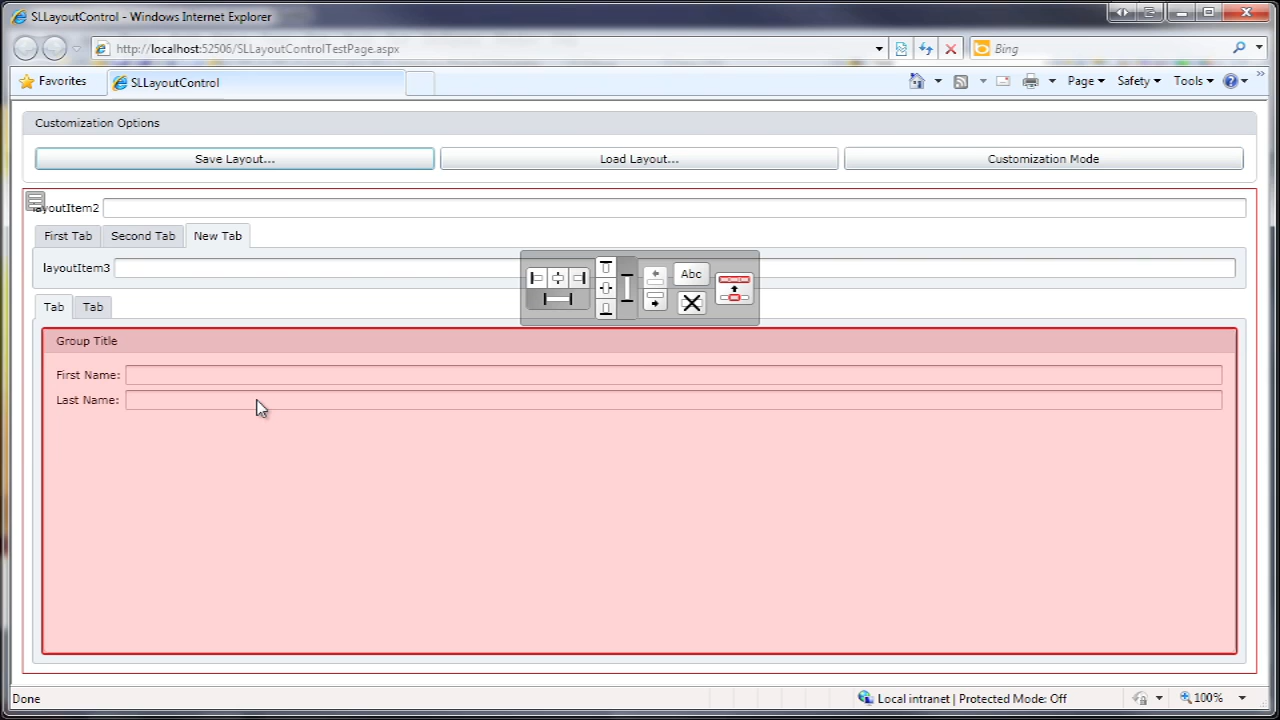 SLLayoutControl - Windows Internet Explorer
http://localhost:52506/SLLayoutControlTestPage.aspx
Bing
Favorites
SLLayoutControl
Page
Safety
Tools
Customization Options
Save Layout...
Load Layout...
Customization Mode
layoutItem2
First Tab
Second Tab
New Tab
layoutItem3
Abc
Tab
Tab
Group Title
First Name:
Last Name:
Done
Local intranet | Protected Mode: Off
100%